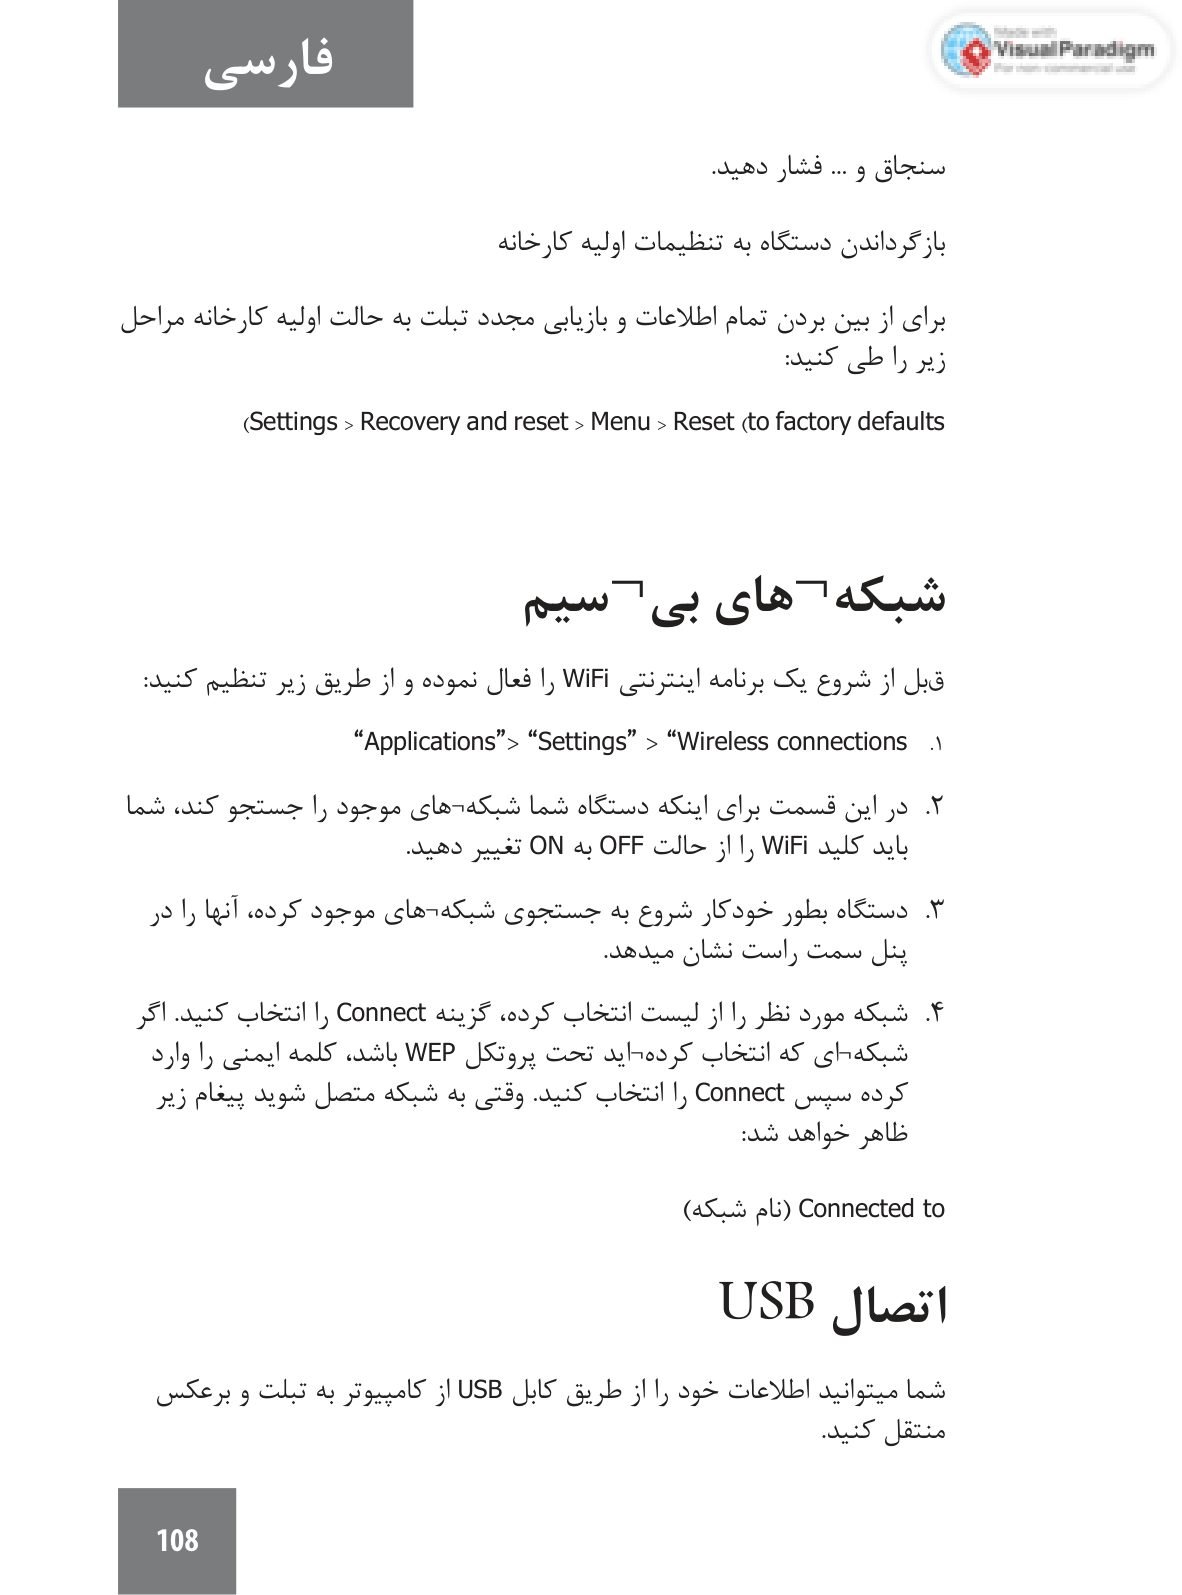 فارسی
Made with
Visual Paradigm
For non-commercial use
سنجاق و ... فشار دهید.
بازگرداندن دستگاه به تنظیمات اولیه کارخانه
برای از بین بردن تمام اطلاعات و بازیابی مجدد تبلت به حالت اولیه کارخانه مراحل
زیر را طی کنید:
(Settings > Recovery and reset > Menu > Reset (to factory defaults
شبکه¬های بی¬سیم
قبل از شروع یک برنامه اینترنتی WiFi را فعال نموده و از طریق زیر تنظیم کنید:
۱. “Applications”> “Settings” > “Wireless connections
۲. در این قسمت برای اینکه دستگاه شما شبکه¬های موجود را جستجو کند، شما
باید کلید WiFi را از حالت OFF به ON تغییر دهید.
۳. دستگاه بطور خودکار شروع به جستجوی شبکه¬های موجود کرده، آنها را در
پنل سمت راست نشان میدهد.
۴. شبکه مورد نظر را از لیست انتخاب کرده، گزینه Connect را انتخاب کنید. اگر
شبکه¬ای که انتخاب کرده¬اید تحت پروتکل WEP باشد، کلمه ایمنی را وارد
کرده سپس Connect را انتخاب کنید. وقتی به شبکه متصل شوید پیغام زیر
ظاهر خواهد شد:
Connected to (نام شبکه)
اتصال USB
شما میتوانید اطلاعات خود را از طریق کابل USB از کامپیوتر به تبلت و برعکس
منتقل کنید.
108